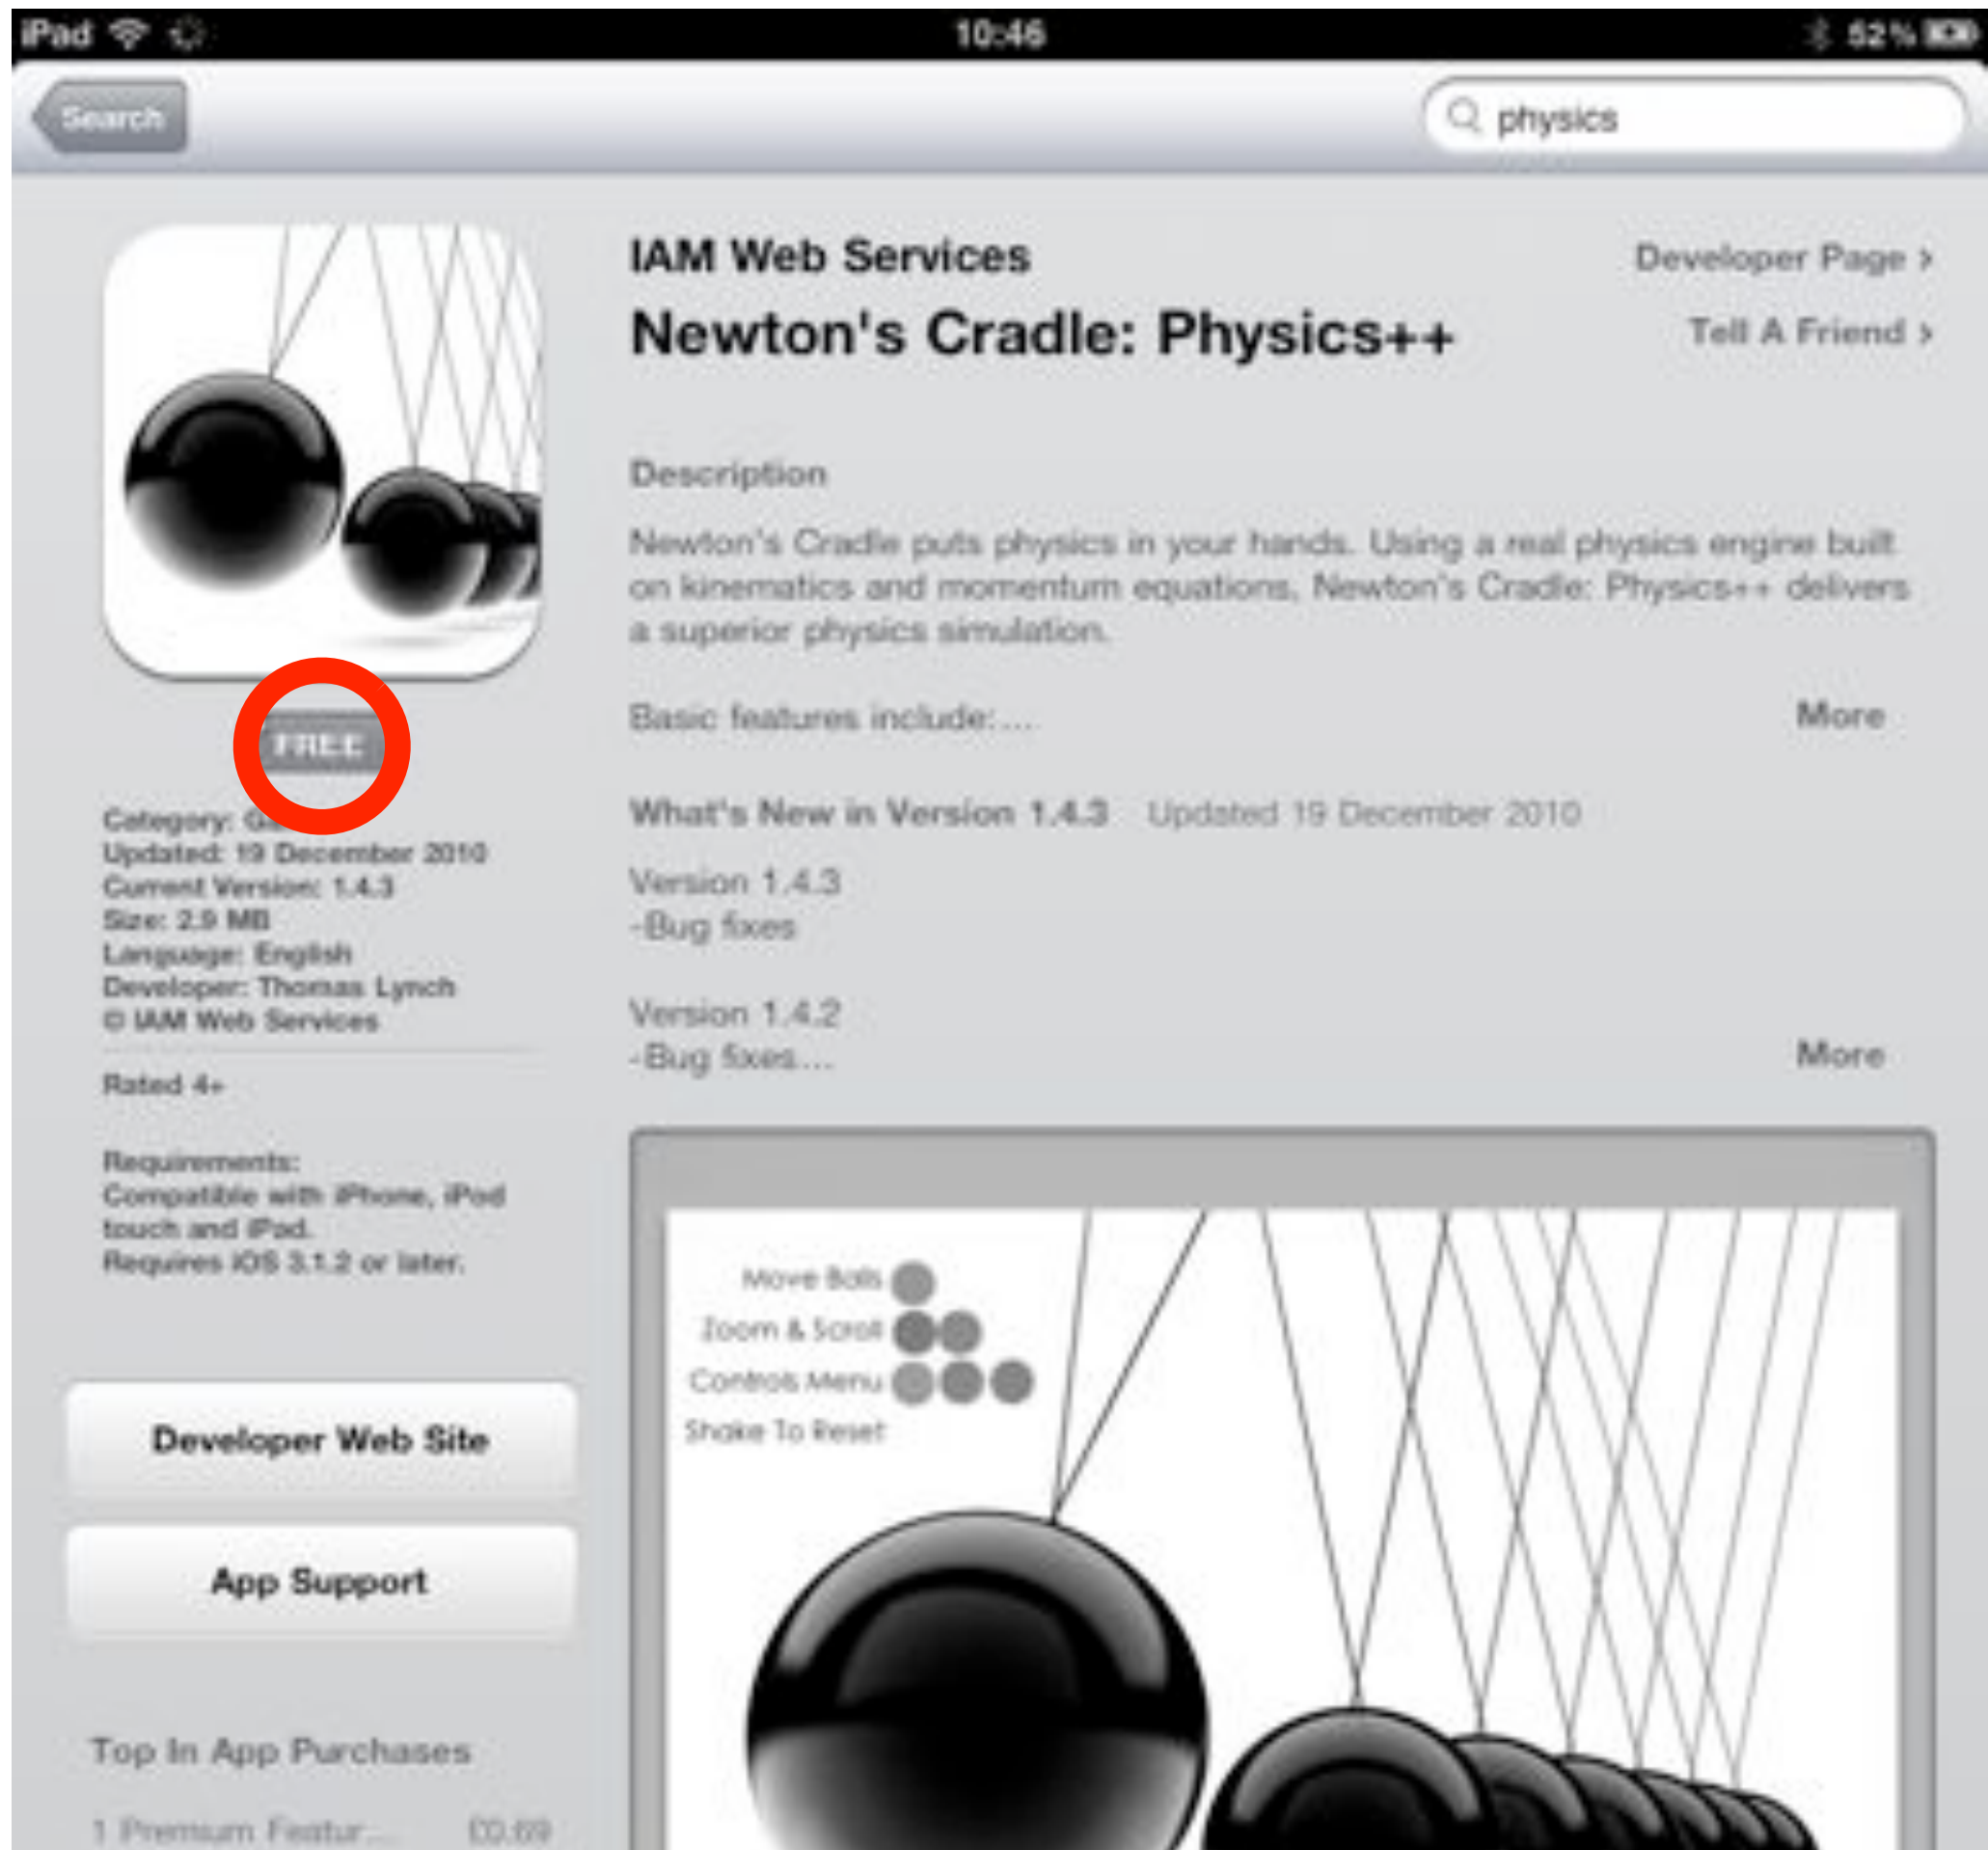 iPad
10:46
52%
Search
physics
IAM Web Services
Developer Page >
Newton's Cradle: Physics++
Tell A Friend >
Description
Newton's Cradle puts physics in your hands. Using a real physics engine built
on kinematics and momentum equations, Newton's Cradle: Physics++ delivers
a superior physics simulation.
Basic features include:....
More
FREE
Category:
Updated: 19 December 2010
Current Version: 1.4.3
Size: 2.9 MB
Language: English
Developer: Thomas Lynch
© IAM Web Services
Rated 4+
Requirements:
Compatible with iPhone, iPod
touch and iPad.
Requires iOS 3.1.2 or later.
What's New in Version 1.4.3 Updated 19 December 2010
Version 1.4.3
-Bug fixes
Version 1.4.2
-Bug fixes....
More
Move Balls
Zoom & Scroll
Controls Menu
Shake To Reset
Developer Web Site
App Support
Top In App Purchases
1 Premium Featur... £0.69